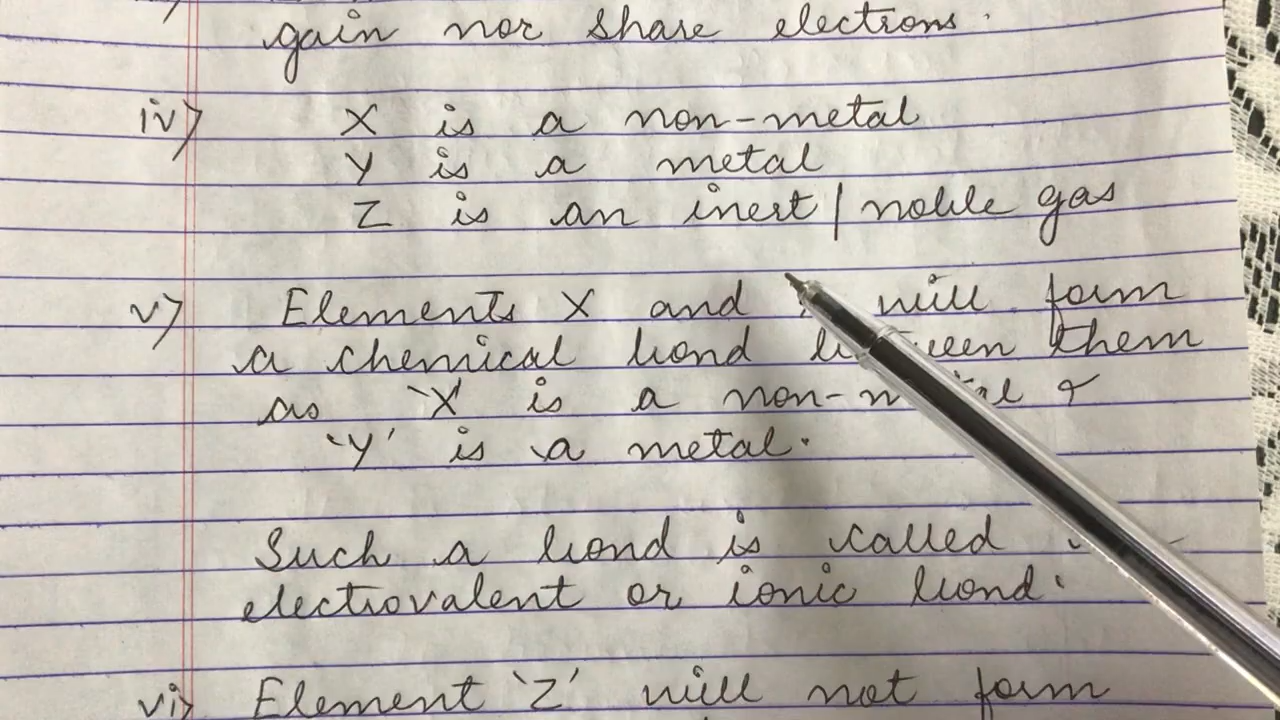 gain nor share electrons.
iv) X is a non-metal
Y is a metal
Z is an inert/noble gas
v) Elements X and will form
a chemical bond between them
as 'X' is a non-metal &
'Y' is a metal.
Such a bond is called
electrovalent or ionic bond.
vi) Element 'Z' will not form